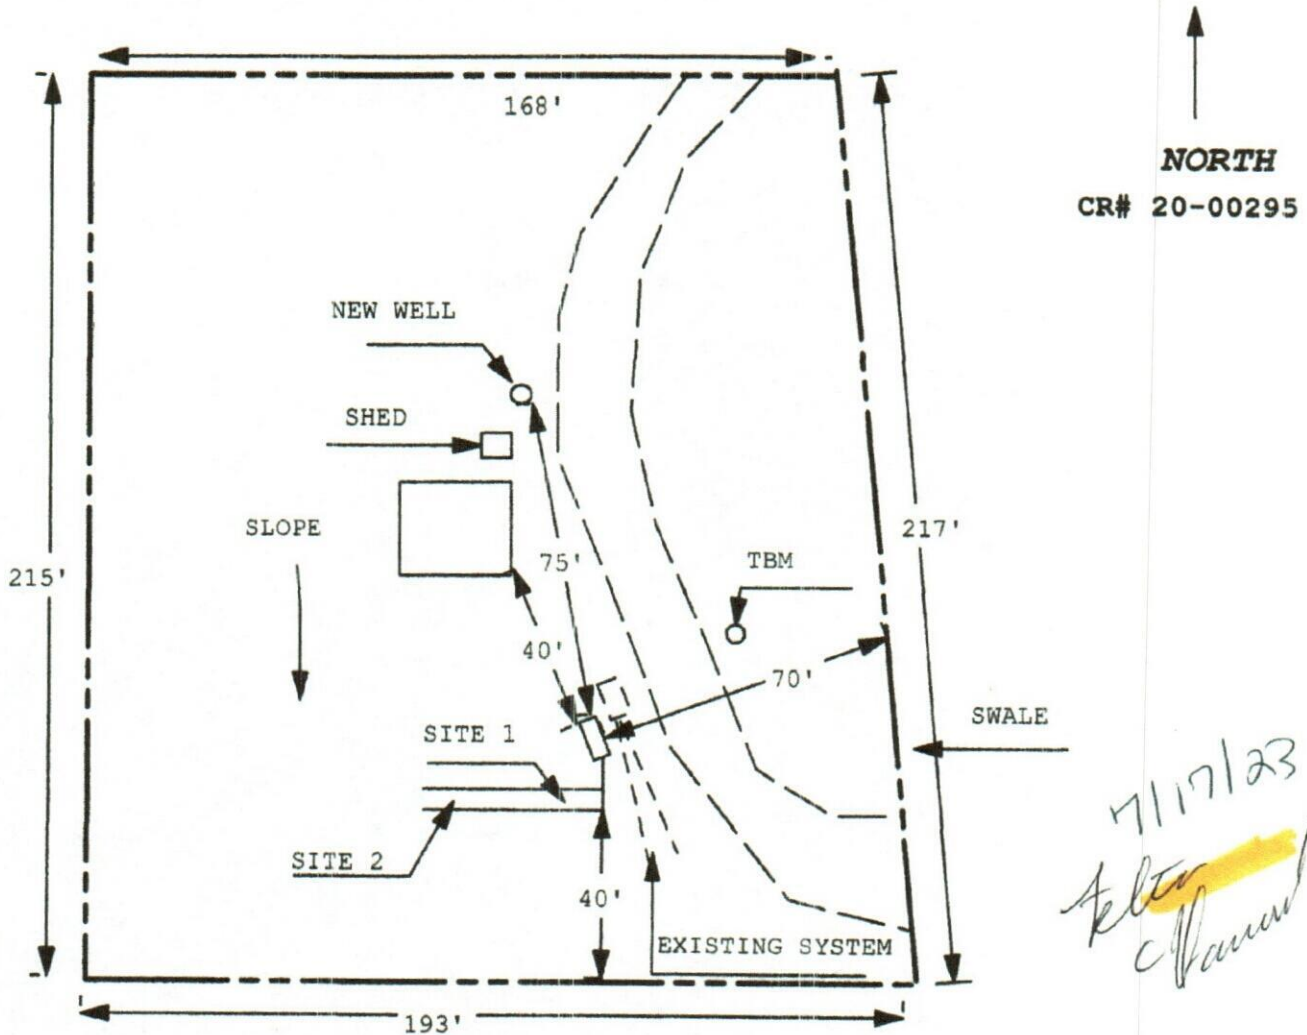 168'
NORTH
CR# 20-00295
NEW WELL
SHED
SLOPE
75'
TBM
217'
215'
40'
70'
SITE 1
SWALE
7/17/23
SITE 2
40'
EXISTING SYSTEM
193'